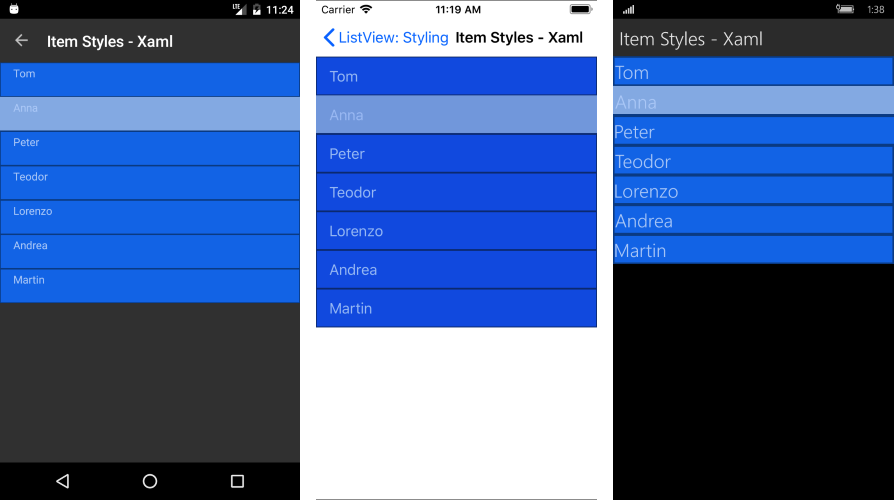 LTE 11:24
Item Styles - Xaml
Tom
Anna
Peter
Teodor
Lorenzo
Andrea
Martin
Carrier 11:19 AM
ListView: Styling Item Styles - Xaml
Tom
Anna
Peter
Teodor
Lorenzo
Andrea
Martin
1:38
Item Styles - Xaml
Tom
Anna
Peter
Teodor
Lorenzo
Andrea
Martin